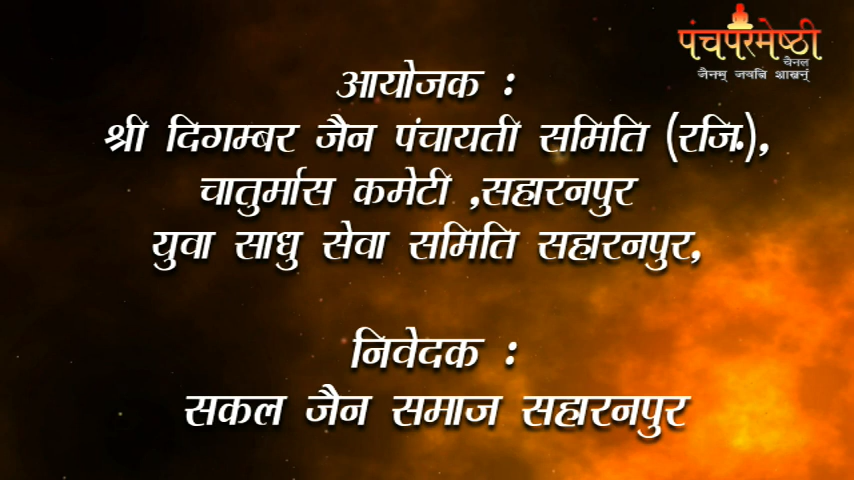 पंचपरमेष्ठी
चैनल
जैनम् जयति शासनं
आयोजक :
श्री दिगम्बर जैन पंचायती समिति (रजि.),
चातुर्मास कमेटी ,सहारनपुर
युवा साधु सेवा समिति सहारनपुर,
निवेदक :
सकल जैन समाज सहारनपुर